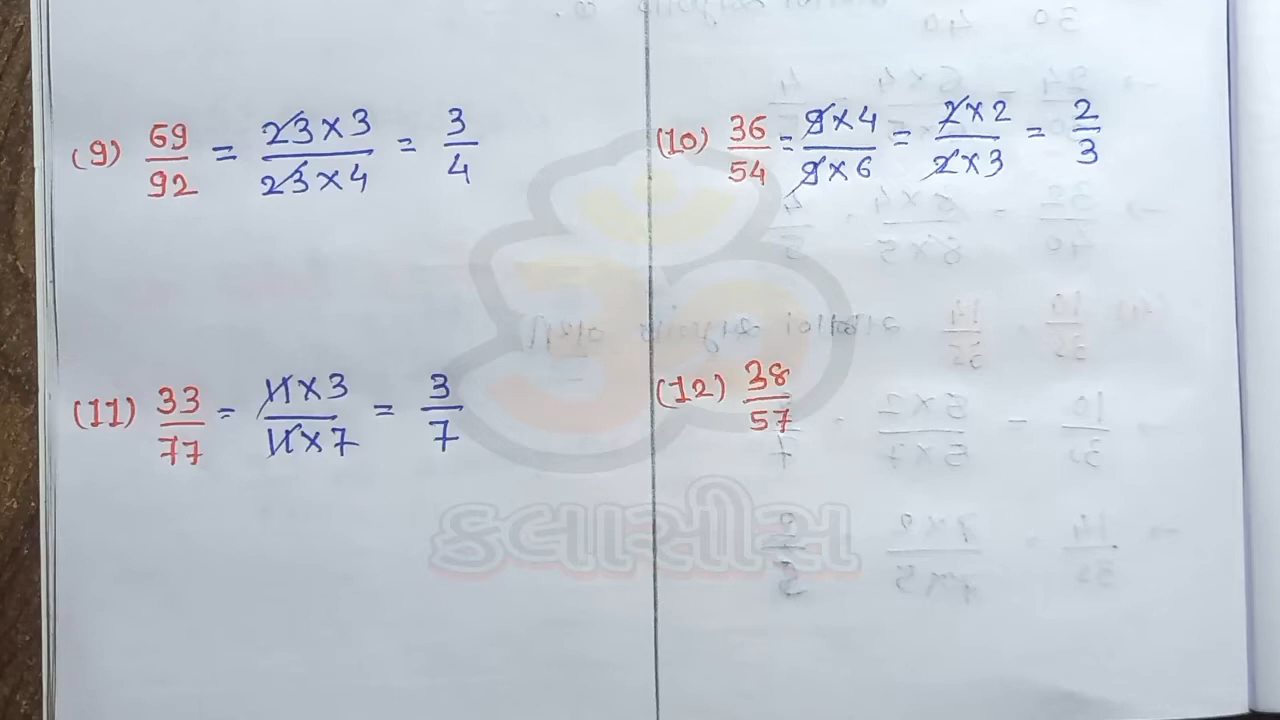 (9) 69/92 = 23×3/23×4 = 3/4
(10) 36/54 = 9×4/9×6 = 2×2/2×3 = 2/3
(11) 33/77 = 11×3/11×7 = 3/7
(12) 38/57
ક્લાસીસ